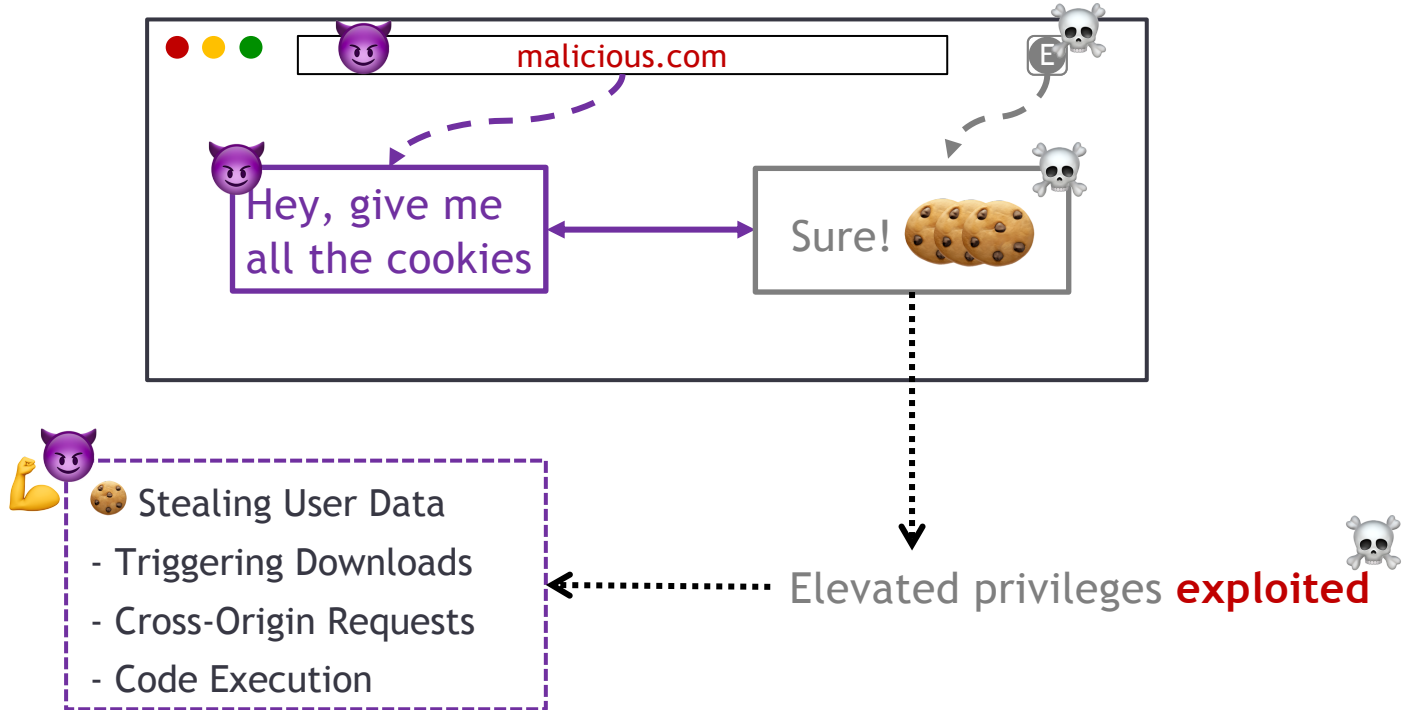 malicious.com
E
Hey, give me
all the cookies
Sure!
Stealing User Data
- Triggering Downloads
- Cross-Origin Requests
- Code Execution
Elevated privileges exploited